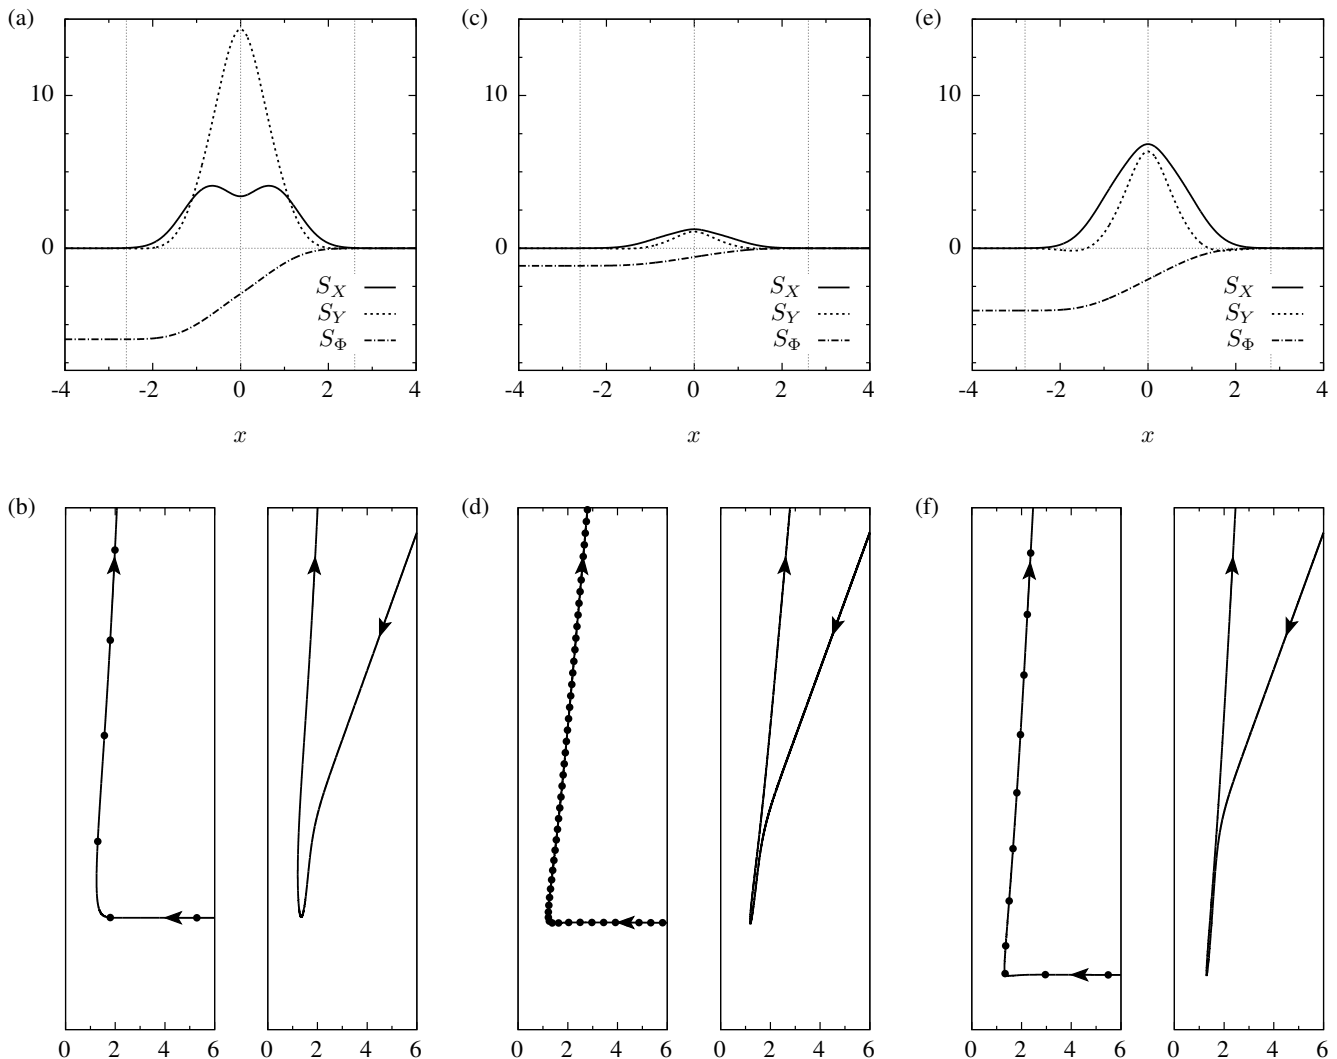 (a) (c) (e)
10 10 10
0 0 0
S_X S_X S_X
S_Y S_Y S_Y
S_Φ S_Φ S_Φ
-4 -2 0 2 4 -4 -2 0 2 4 -4 -2 0 2 4
x x x
(b) (d) (f)
0 2 4 6 0 2 4 6 0 2 4 6 0 2 4 6 0 2 4 6 0 2 4 6